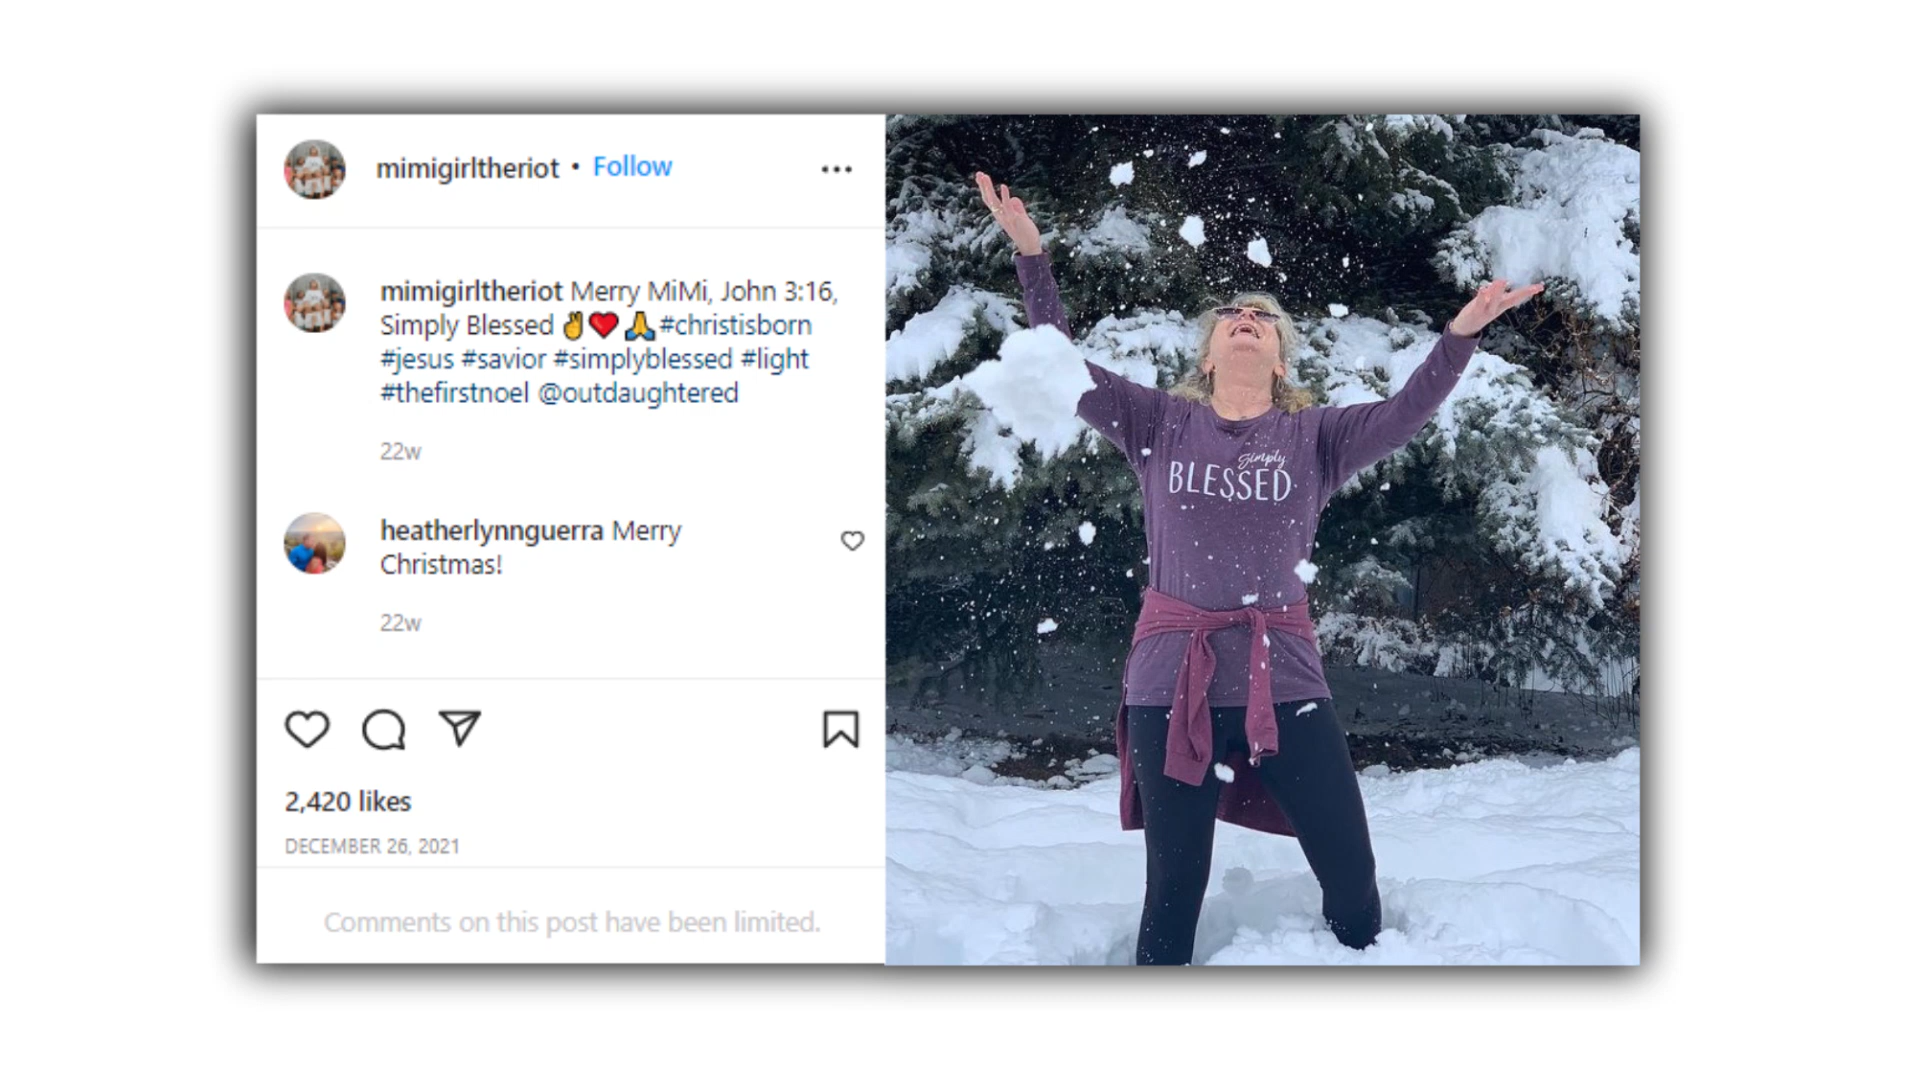 mimigirltheriot • Follow
mimigirltheriot Merry MiMi, John 3:16,
Simply Blessed ✌️❤️🙏 #christisborn
#jesus #savior #simplyblessed #light
#thefirstnoel @outdaughtered
22w
heatherlynnguerra Merry
Christmas!
22w
2,420 likes
DECEMBER 26, 2021
Comments on this post have been limited.
Simply
BLESSED